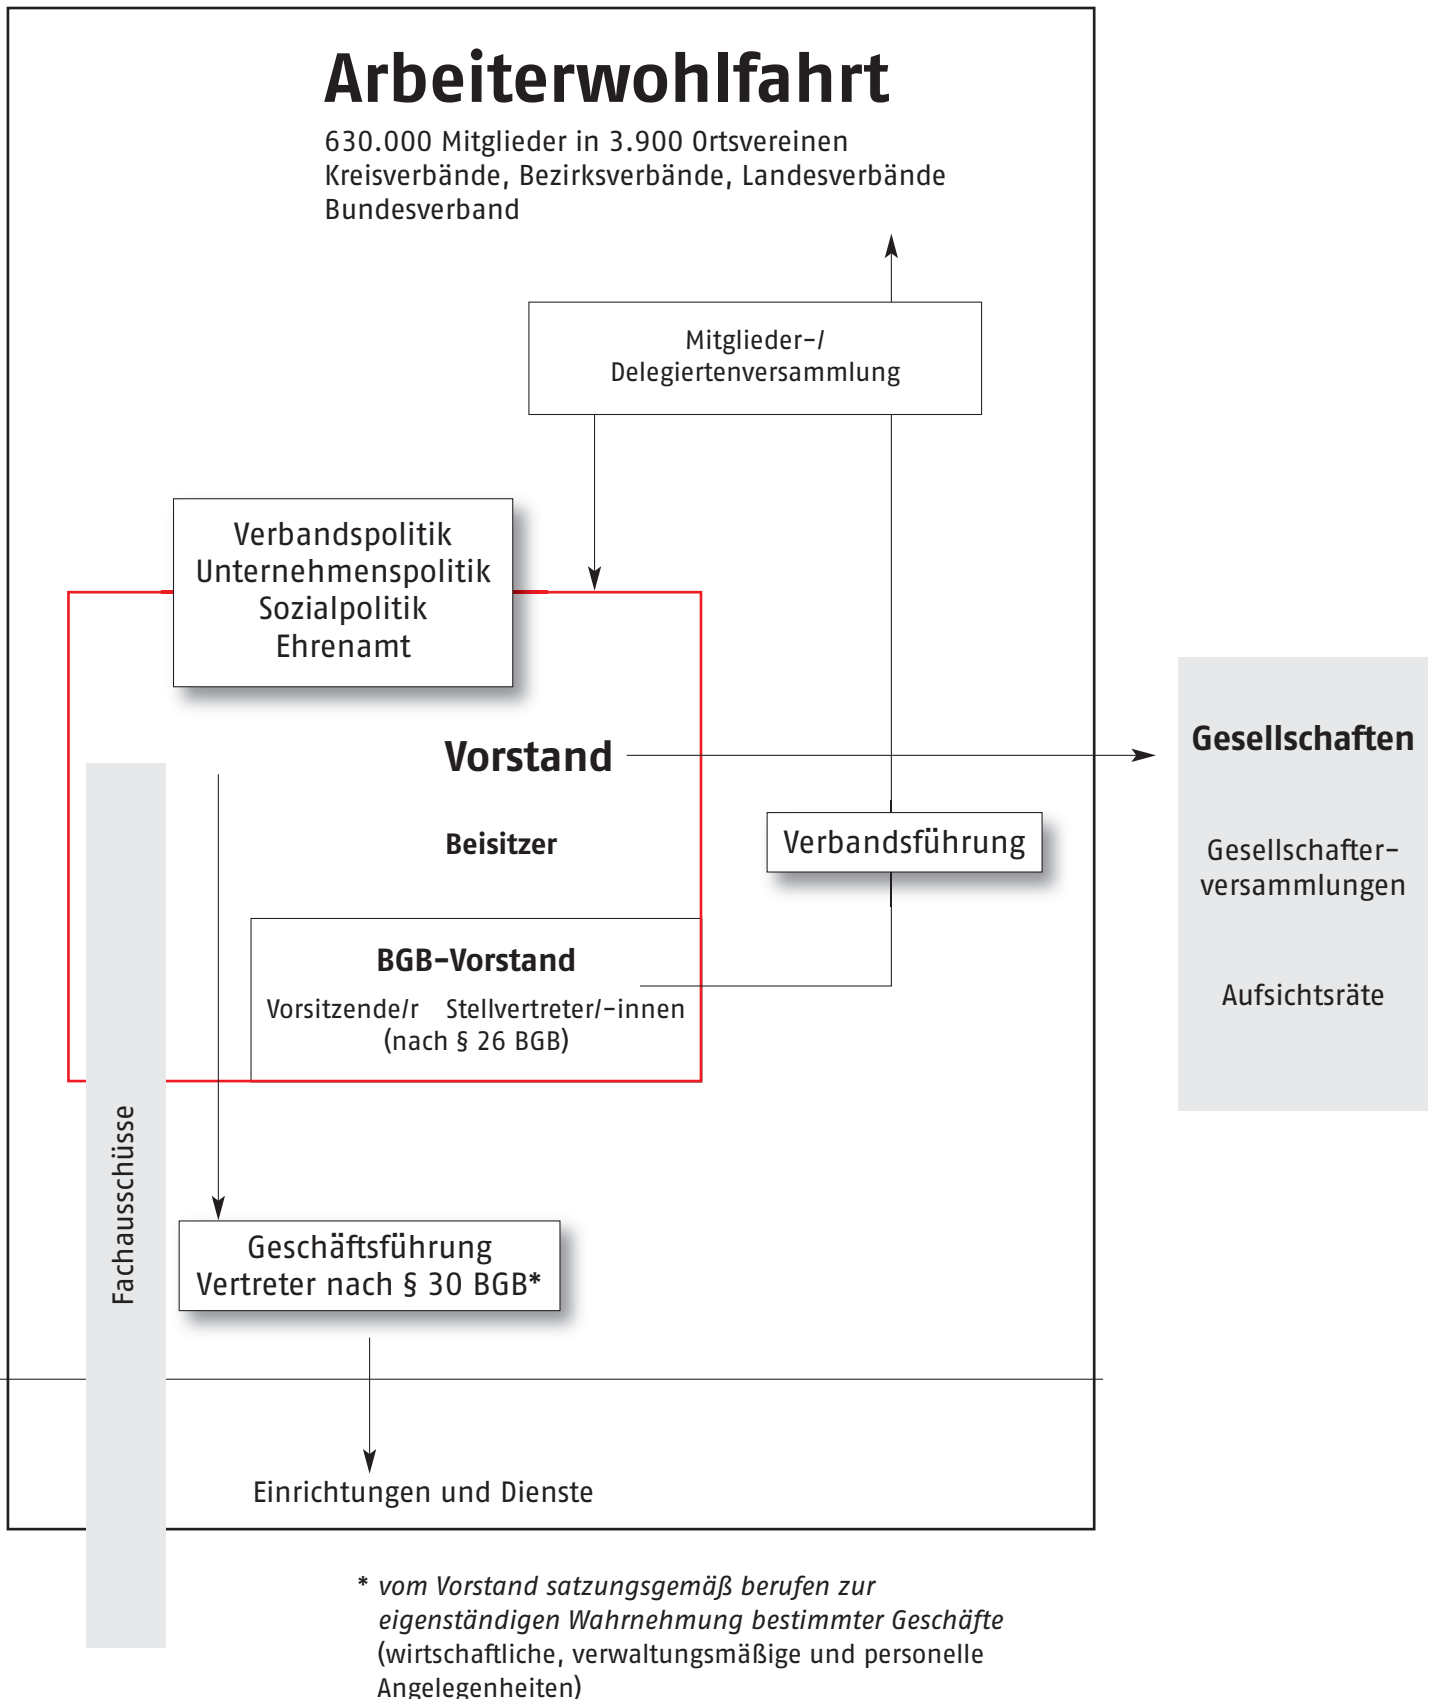 Arbeiterwohlfahrt
630.000 Mitglieder in 3.900 Ortsvereinen
Kreisverbände, Bezirksverbände, Landesverbände
Bundesverband
Mitglieder-/
Delegiertenversammlung
Verbandspolitik
Unternehmenspolitik
Sozialpolitik
Ehrenamt
Vorstand
Beisitzer
Verbandsführung
BGB-Vorstand
Vorsitzende/r Stellvertreter/-innen
(nach § 26 BGB)
Gesellschaften
Gesellschafter-
versammlungen
Aufsichtsräte
Fachausschüsse
Geschäftsführung
Vertreter nach § 30 BGB*
Einrichtungen und Dienste
* vom Vorstand satzungsgemäß berufen zur
eigenständigen Wahrnehmung bestimmter Geschäfte
(wirtschaftliche, verwaltungsmäßige und personelle
Angelegenheiten)